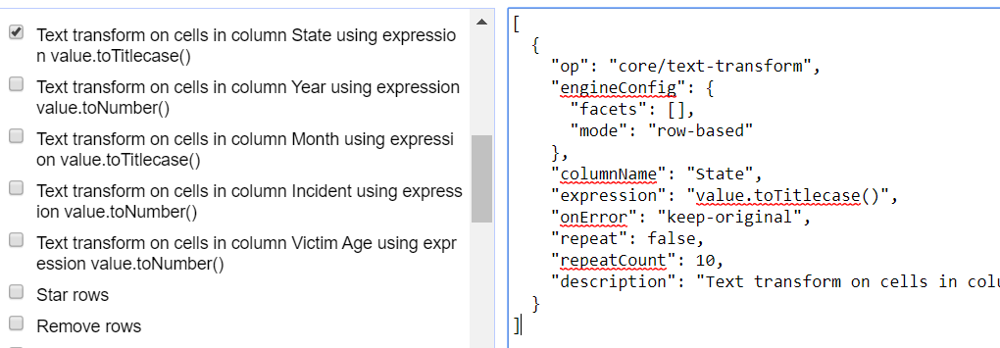 Text transform on cells in column State using expressio
n value.toTitlecase()
Text transform on cells in column Year using expression
value.toNumber()
Text transform on cells in column Month using expressi
on value.toTitlecase()
Text transform on cells in column Incident using express
ion value.toNumber()
Text transform on cells in column Victim Age using expr
ession value.toNumber()
Star rows
Remove rows
[
  {
    "op": "core/text-transform",
    "engineConfig": {
      "facets": [],
      "mode": "row-based"
    },
    "columnName": "State",
    "expression": "value.toTitlecase()",
    "onError": "keep-original",
    "repeat": false,
    "repeatCount": 10,
    "description": "Text transform on cells in colu
  }
]